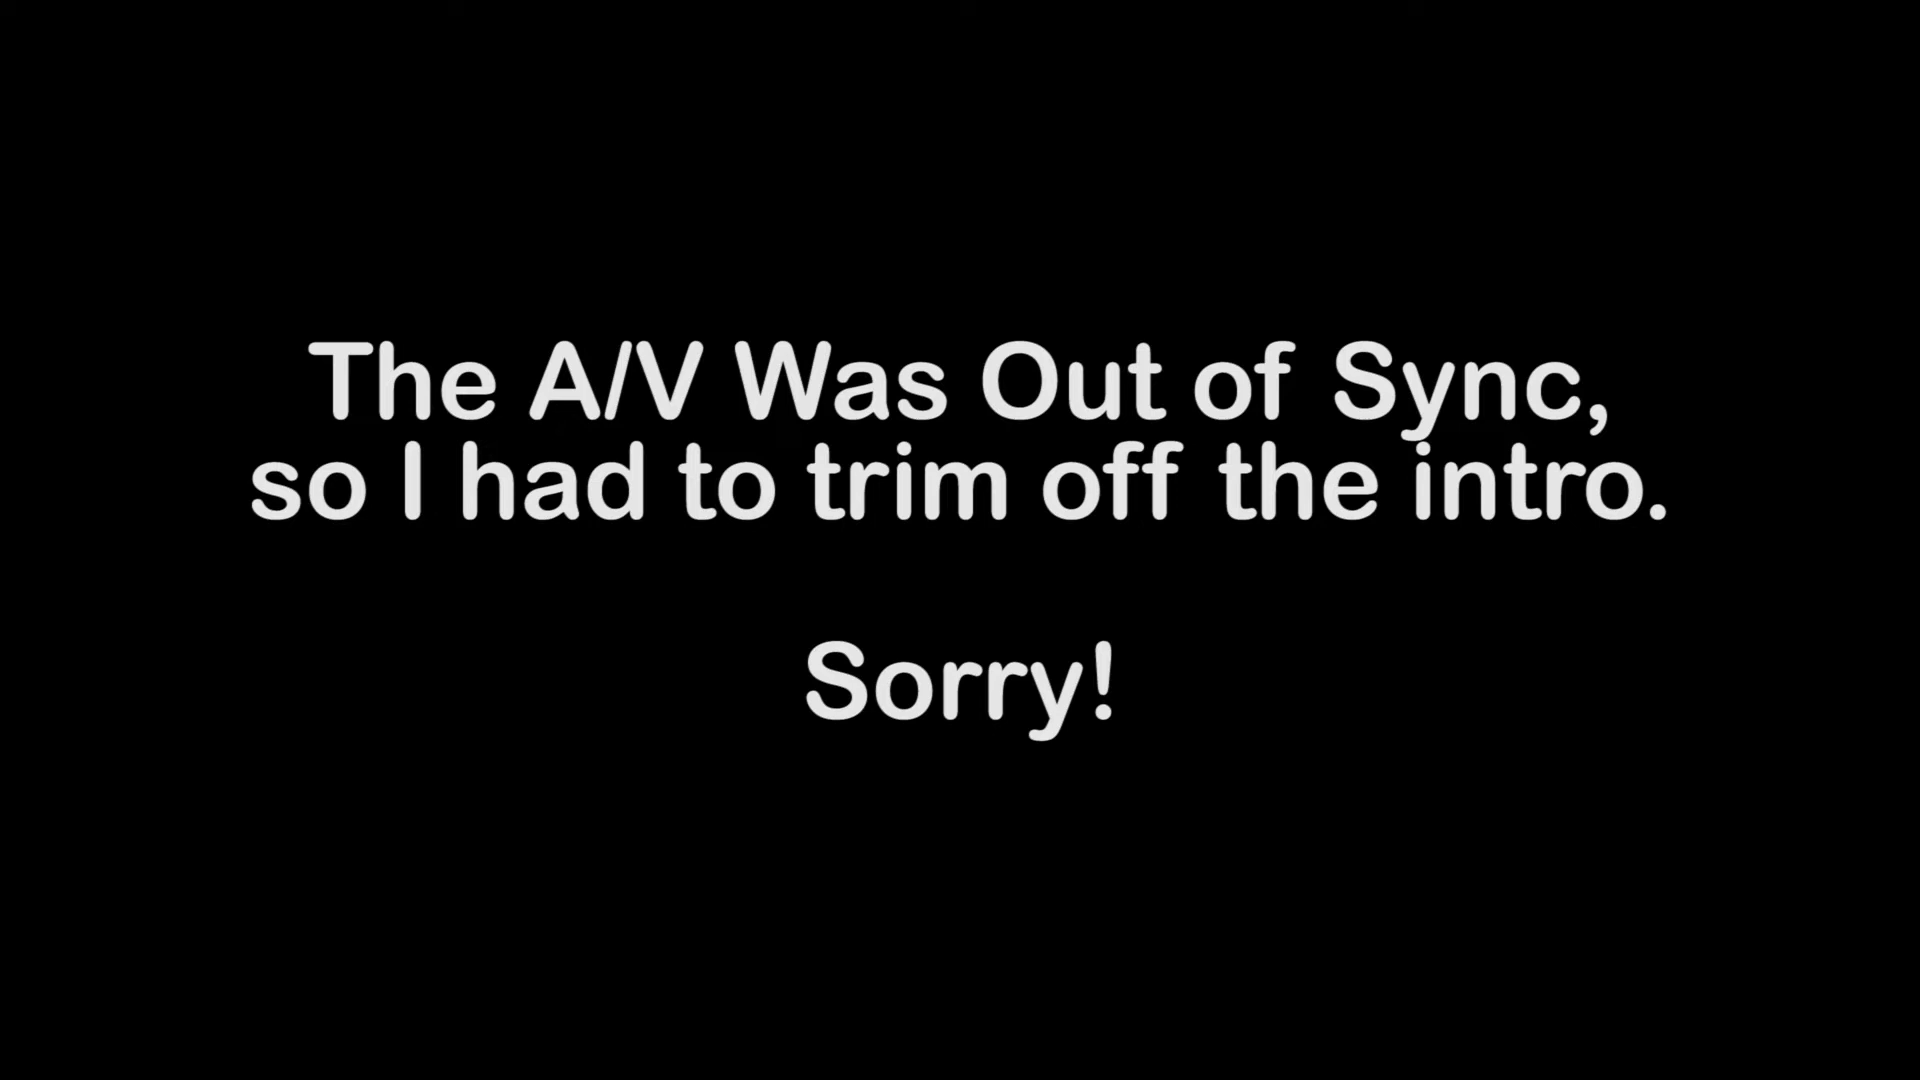 The A/V Was Out of Sync,
so I had to trim off the intro.
Sorry!